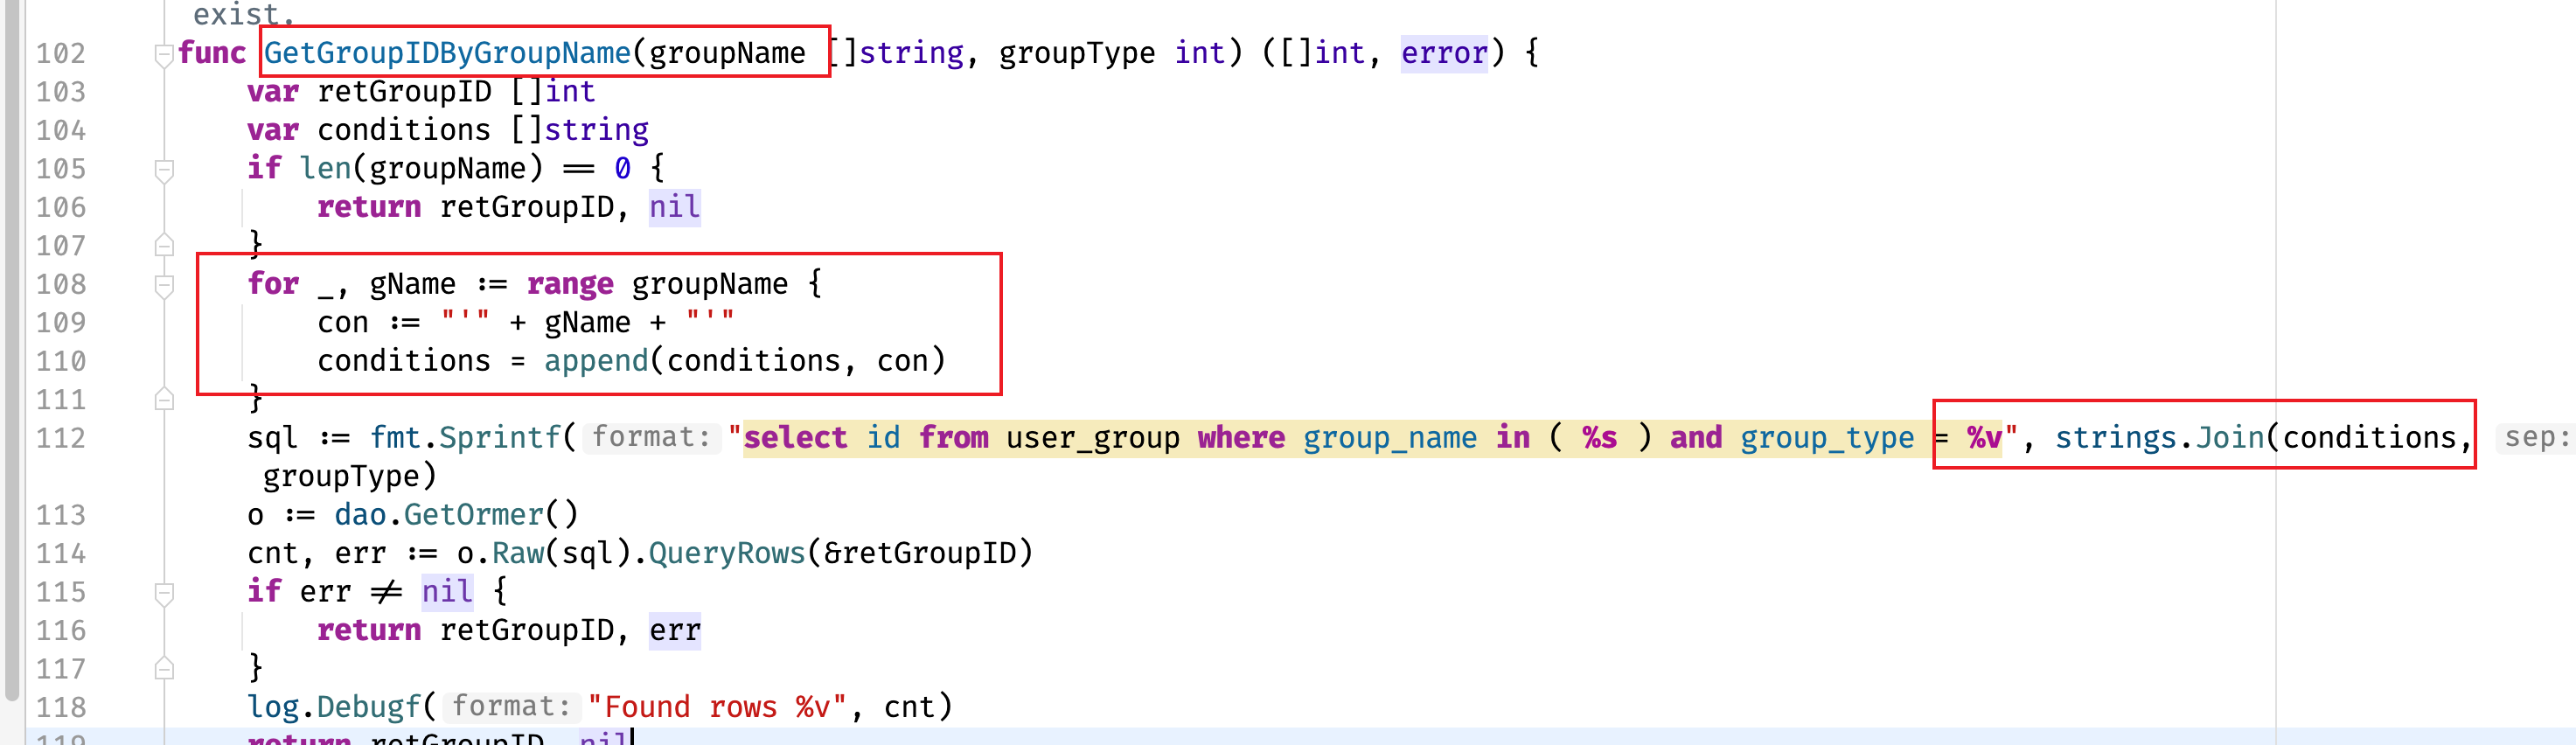 exist.
102 func GetGroupIDByGroupName(groupName []string, groupType int) ([]int, error) {
103 var retGroupID []int
104 var conditions []string
105 if len(groupName) == 0 {
106 return retGroupID, nil
107 }
108 for _, gName := range groupName {
109 con := "'" + gName + "'"
110 conditions = append(conditions, con)
111 }
112 sql := fmt.Sprintf( format: "select id from user_group where group_name in ( %s ) and group_type = %v", strings.Join(conditions, sep:
groupType)
113 o := dao.GetOrmer()
114 cnt, err := o.Raw(sql).QueryRows(&retGroupID)
115 if err != nil {
116 return retGroupID, err
117 }
118 log.Debugf( format: "Found rows %v", cnt)
119 return retGroupID, nil